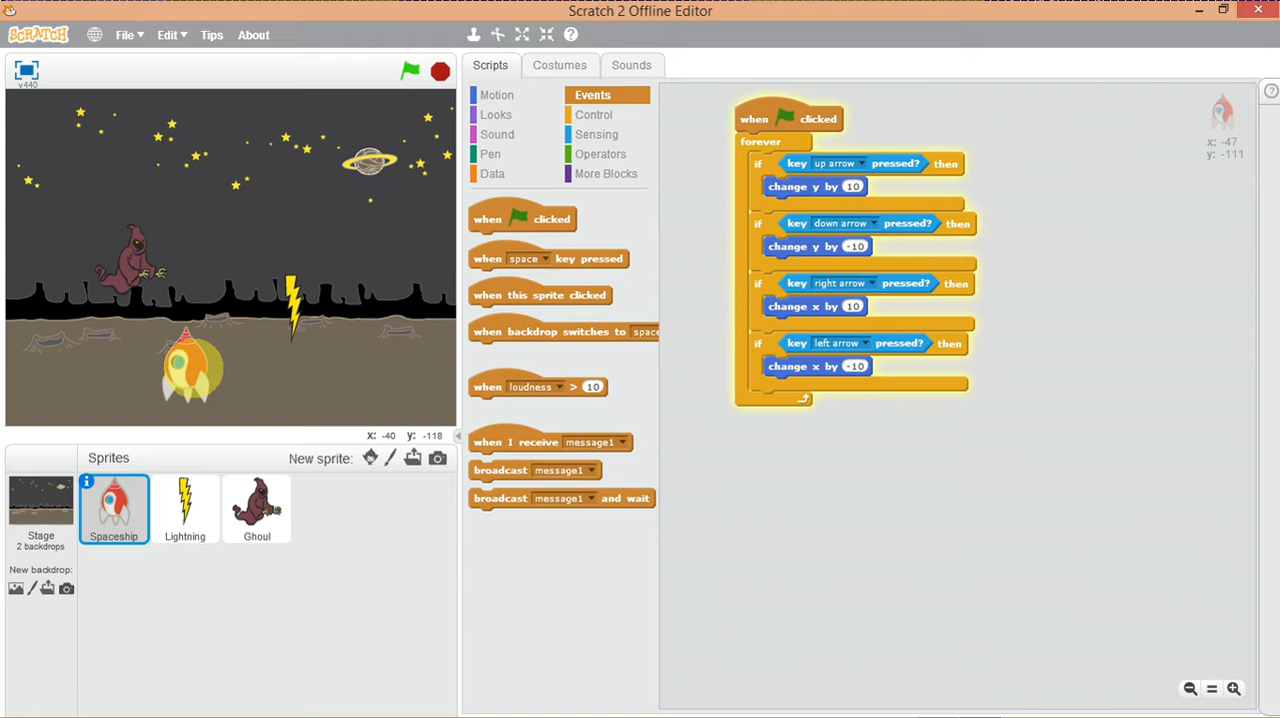 Scratch 2 Offline Editor
SCRATCH File Edit Tips About
v440
Scripts Costumes Sounds
Motion Events
Looks Control
Sound Sensing
Pen Operators
Data More Blocks
when clicked
when space key pressed
when this sprite clicked
when backdrop switches to space
when loudness > 10
when I receive message1
broadcast message1
broadcast message1 and wait
when clicked
forever
if key up arrow pressed? then
change y by 10
if key down arrow pressed? then
change y by -10
if key right arrow pressed? then
change x by 10
if key left arrow pressed? then
change x by -10
x: -47
y: -111
x: -40 y: -118
Sprites New sprite:
Stage
2 backdrops
New backdrop:
Spaceship Lightning Ghoul